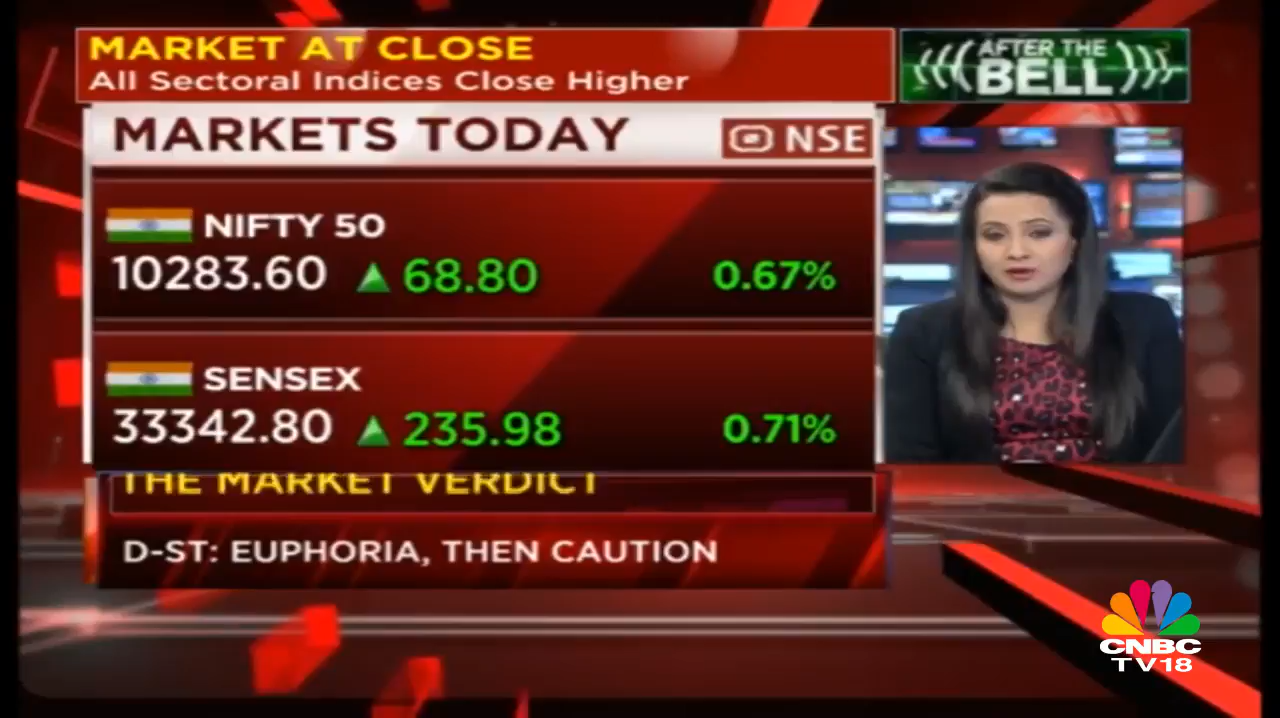 MARKET AT CLOSE
All Sectoral Indices Close Higher
AFTER THE
BELL
MARKETS TODAY
NSE
NIFTY 50
10283.60 ▲ 68.80 0.67%
SENSEX
33342.80 ▲ 235.98 0.71%
THE MARKET VERDICT
D-ST: EUPHORIA, THEN CAUTION
CNBC
TV18